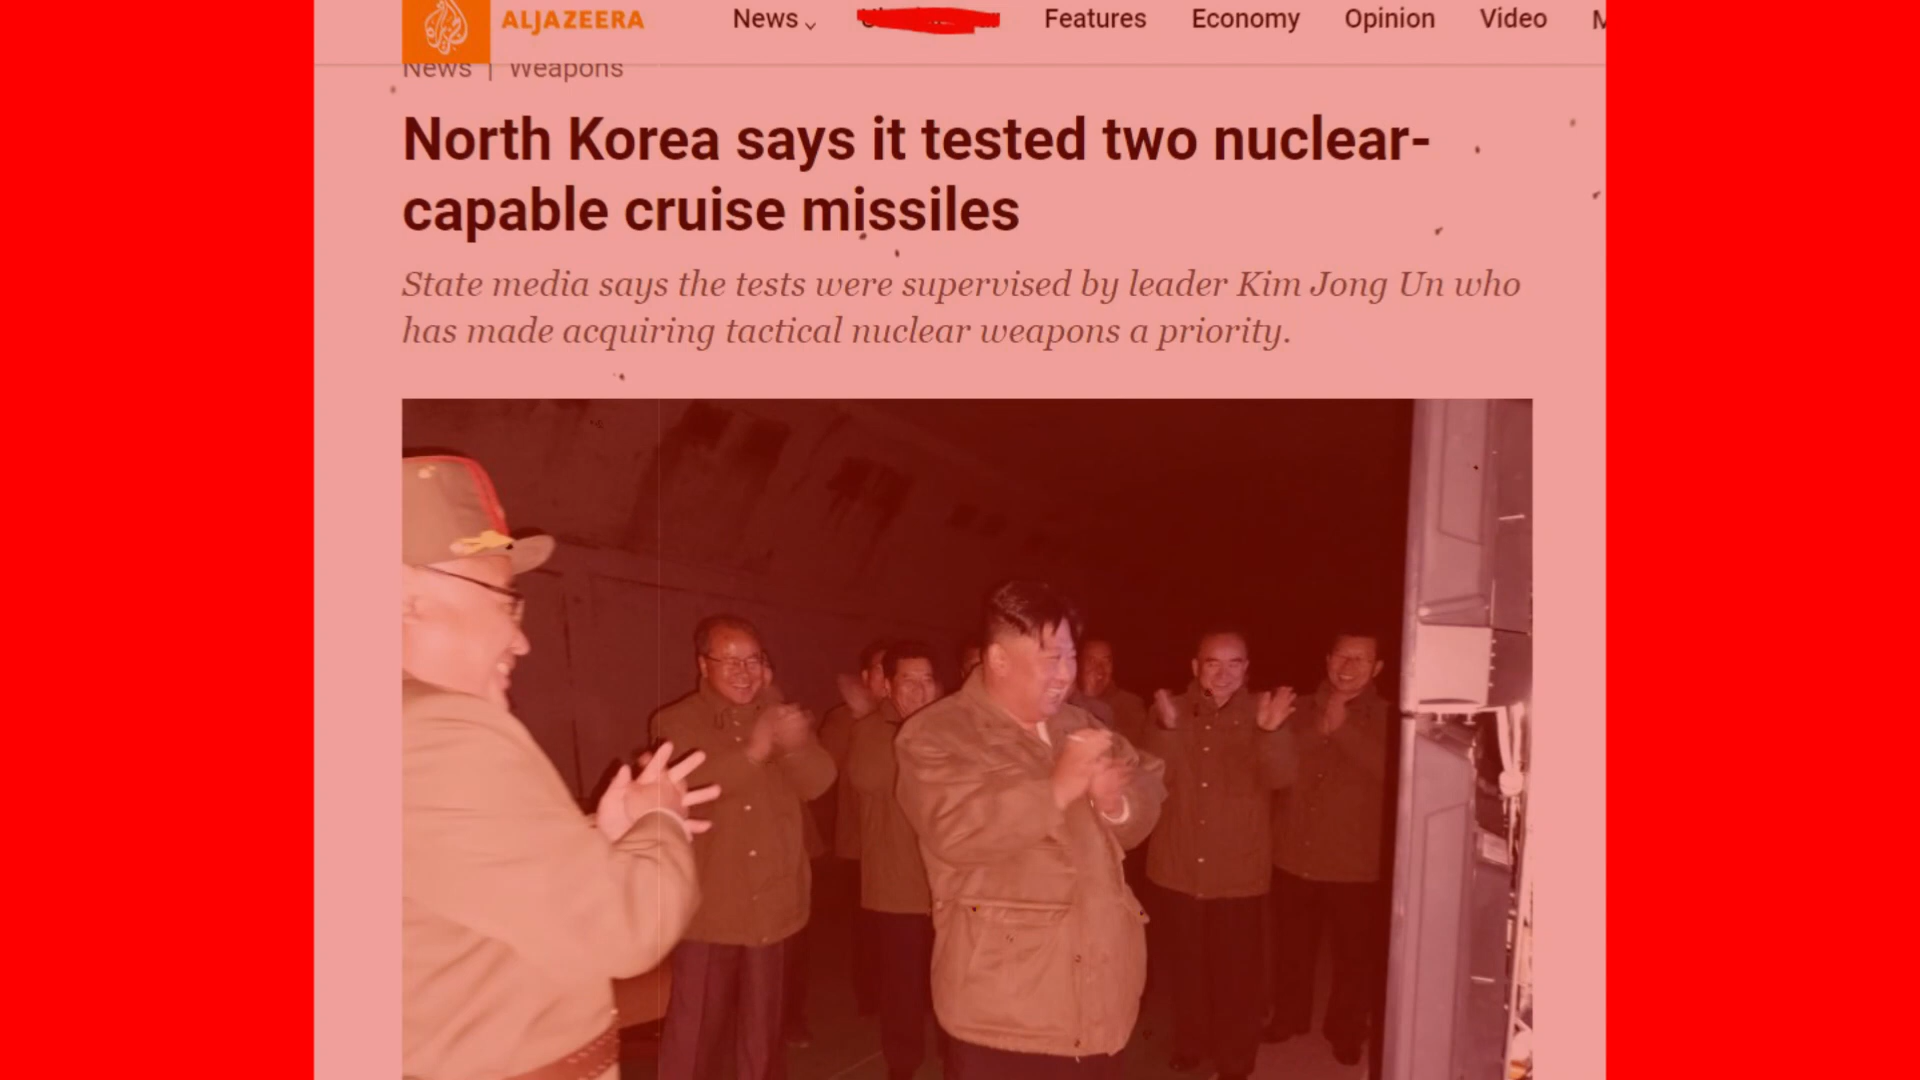 ALJAZEERA
News Features Economy Opinion Video M
News | Weapons
North Korea says it tested two nuclear-
capable cruise missiles
State media says the tests were supervised by leader Kim Jong Un who
has made acquiring tactical nuclear weapons a priority.